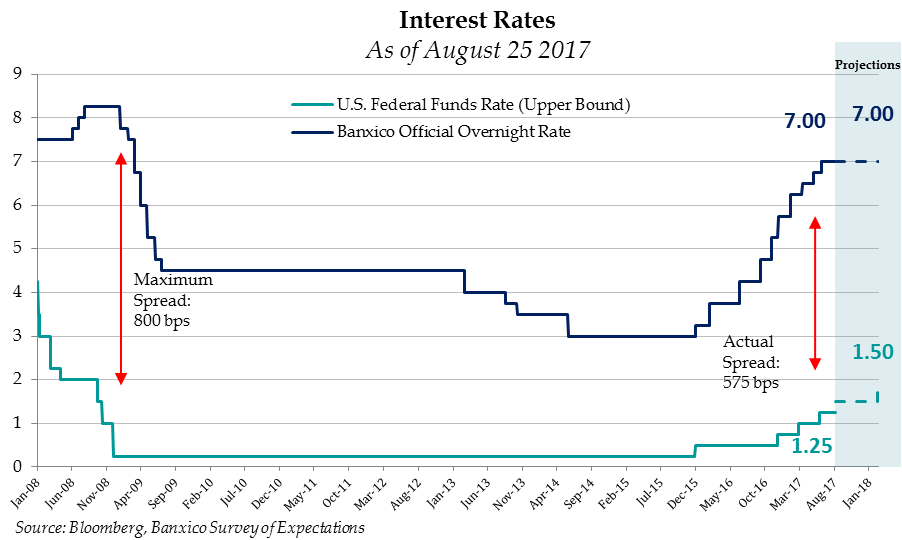 Interest Rates
As of August 25 2017
Projections
9
8
7
6
5
4
3
2
1
0
U.S. Federal Funds Rate (Upper Bound)
Banxico Official Overnight Rate
7.00
7.00
Maximum
Spread:
800 bps
Actual
Spread:
575 bps
1.50
1.25
Jan-08
Jun-08
Nov-08
Apr-09
Sep-09
Feb-10
Jul-10
Dec-10
May-11
Oct-11
Mar-12
Aug-12
Jan-13
Jun-13
Nov-13
Apr-14
Sep-14
Feb-15
Jul-15
Dec-15
May-16
Oct-16
Mar-17
Aug-17
Jan-18
Source: Bloomberg, Banxico Survey of Expectations